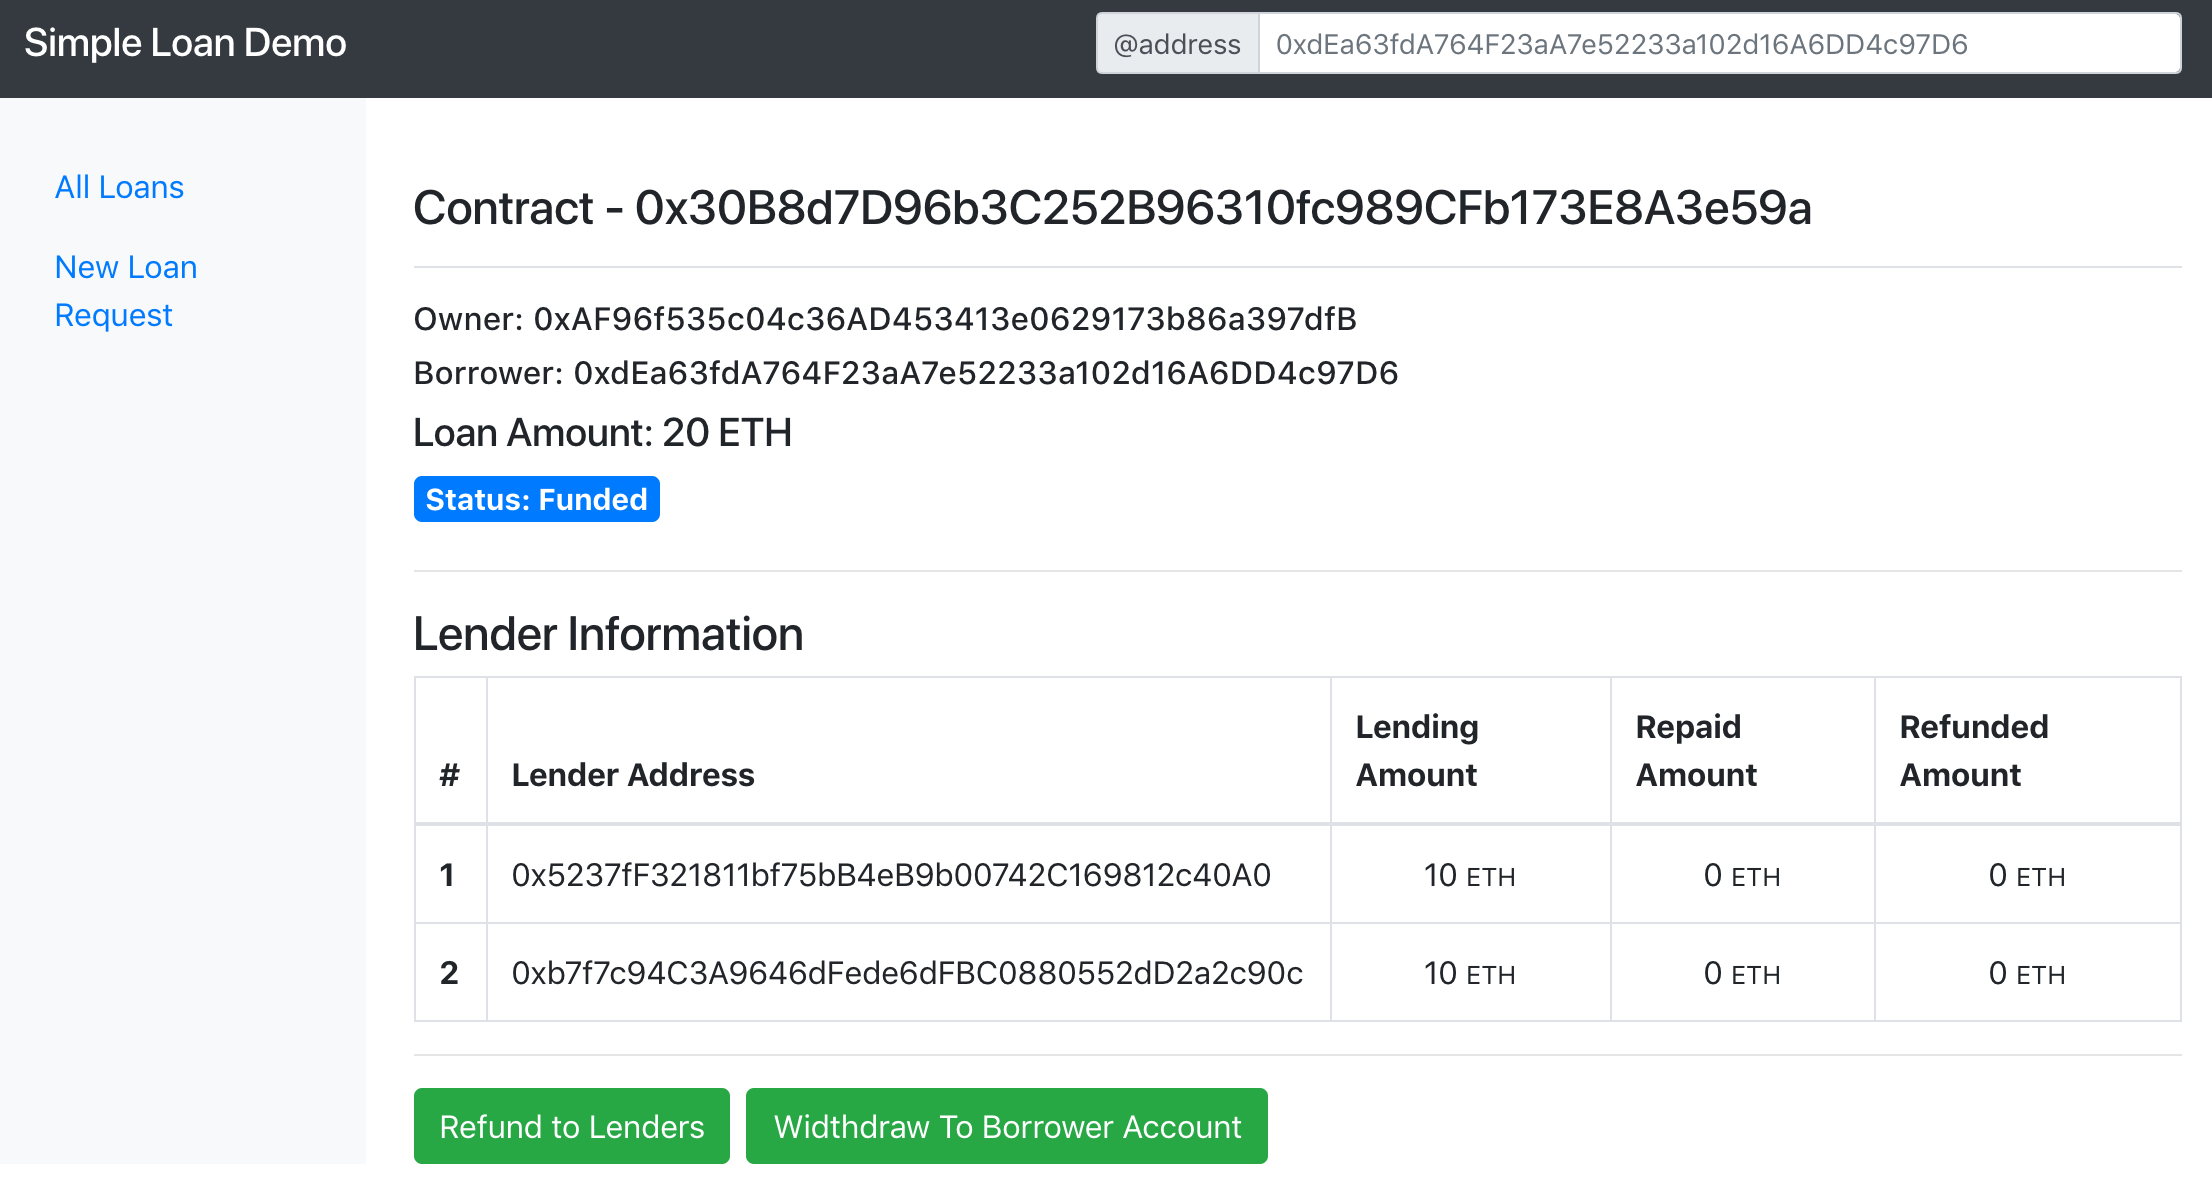 Simple Loan Demo
@address 0xdEa63fdA764F23aA7e52233a102d16A6DD4c97D6
All Loans
New Loan
Request
Contract - 0x30B8d7D96b3C252B96310fc989CFb173E8A3e59a
Owner: 0xAF96f535c04c36AD453413e0629173b86a397dfB
Borrower: 0xdEa63fdA764F23aA7e52233a102d16A6DD4c97D6
Loan Amount: 20 ETH
Status: Funded
Lender Information
# Lender Address Lending Amount Repaid Amount Refunded Amount
1 0x5237fF321811bf75bB4eB9b00742C169812c40A0 10 ETH 0 ETH 0 ETH
2 0xb7f7c94C3A9646dFede6dFBC0880552dD2a2c90c 10 ETH 0 ETH 0 ETH
Refund to Lenders Widthdraw To Borrower Account